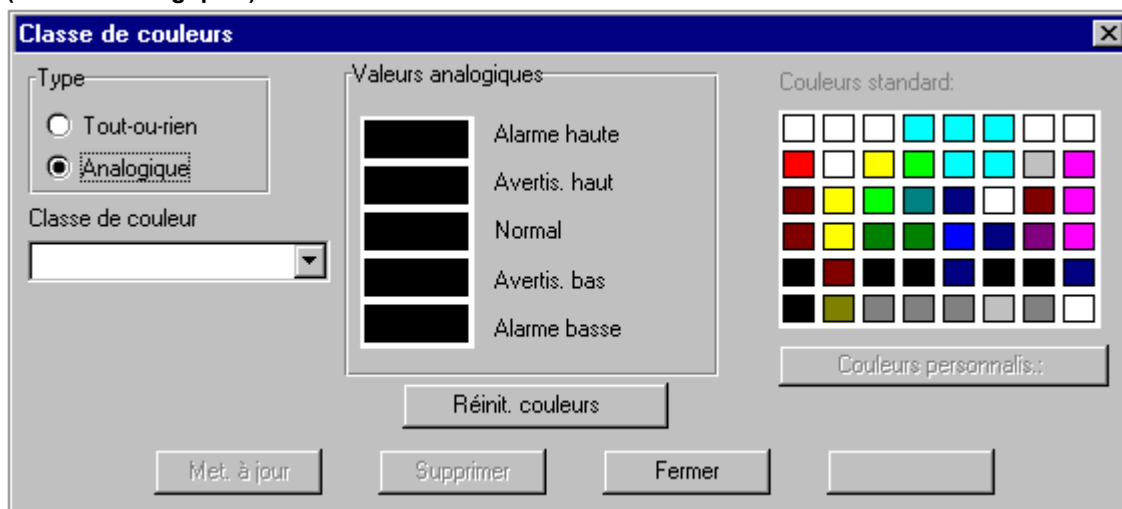 Classe de couleurs
Type
Tout-ou-rien
Analogique
Classe de couleur
Valeurs analogiques
Alarme haute
Avertis. haut
Normal
Avertis. bas
Alarme basse
Réinit. couleurs
Couleurs standard:
Couleurs personnalis.:
Met. à jour
Supprimer
Fermer